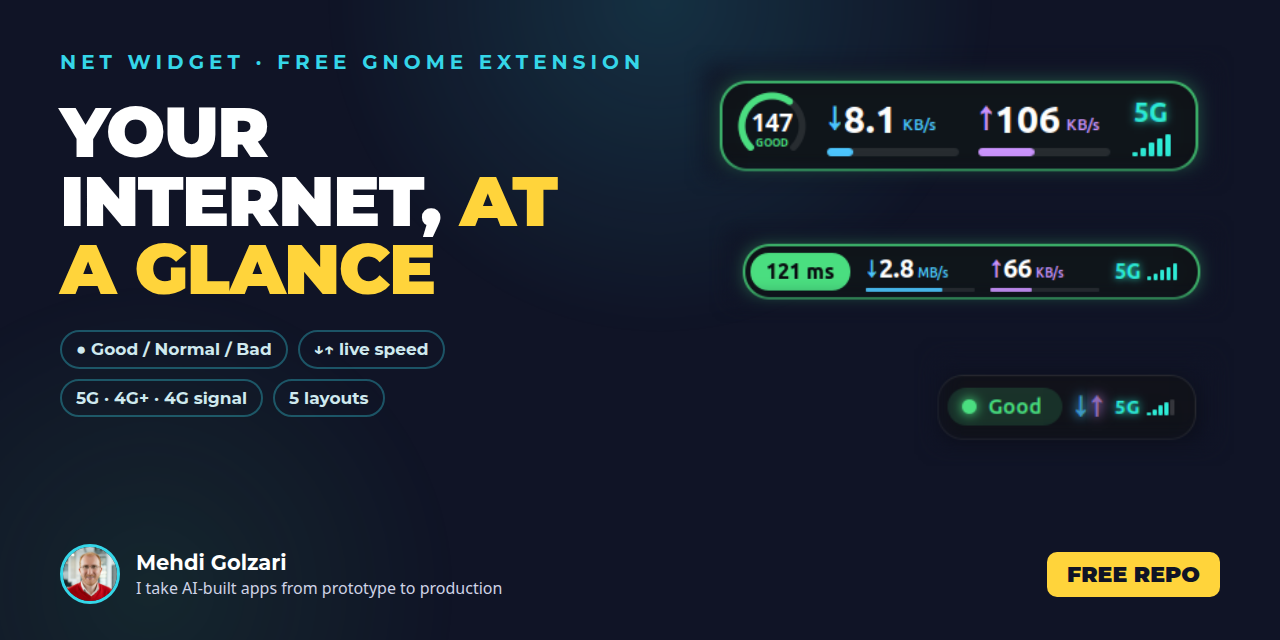 NET WIDGET · FREE GNOME EXTENSION
YOUR
INTERNET, AT
A GLANCE
● Good / Normal / Bad
↓↑ live speed
5G · 4G+ · 4G signal
5 layouts
147
GOOD
↓8.1 KB/s
↑106 KB/s
5G
121 ms
↓2.8 MB/s
↑66 KB/s
5G
Good
↓↑
5G
Mehdi Golzari
I take AI-built apps from prototype to production
FREE REPO